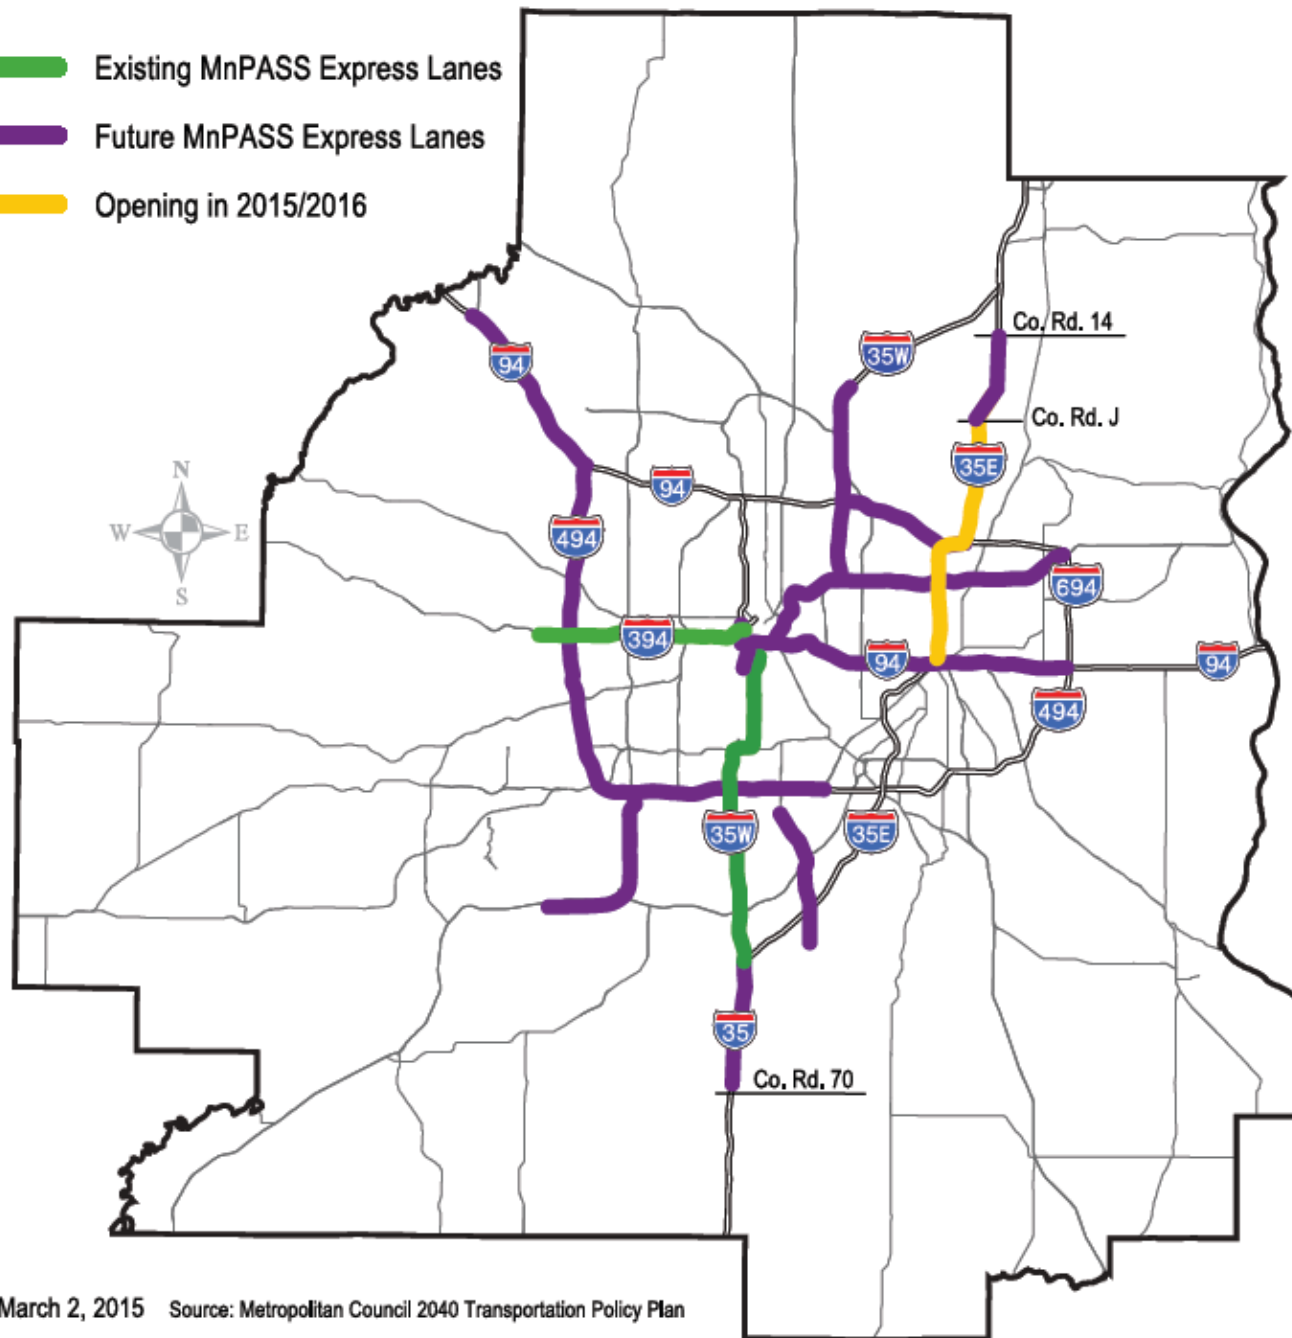 Existing MnPASS Express Lanes
Future MnPASS Express Lanes
Opening in 2015/2016
Co. Rd. 14
35W
94
Co. Rd. J
35E
N
94
W E
494
S
694
394
94
94
494
35W
35E
35
Co. Rd. 70
March 2, 2015 Source: Metropolitan Council 2040 Transportation Policy Plan